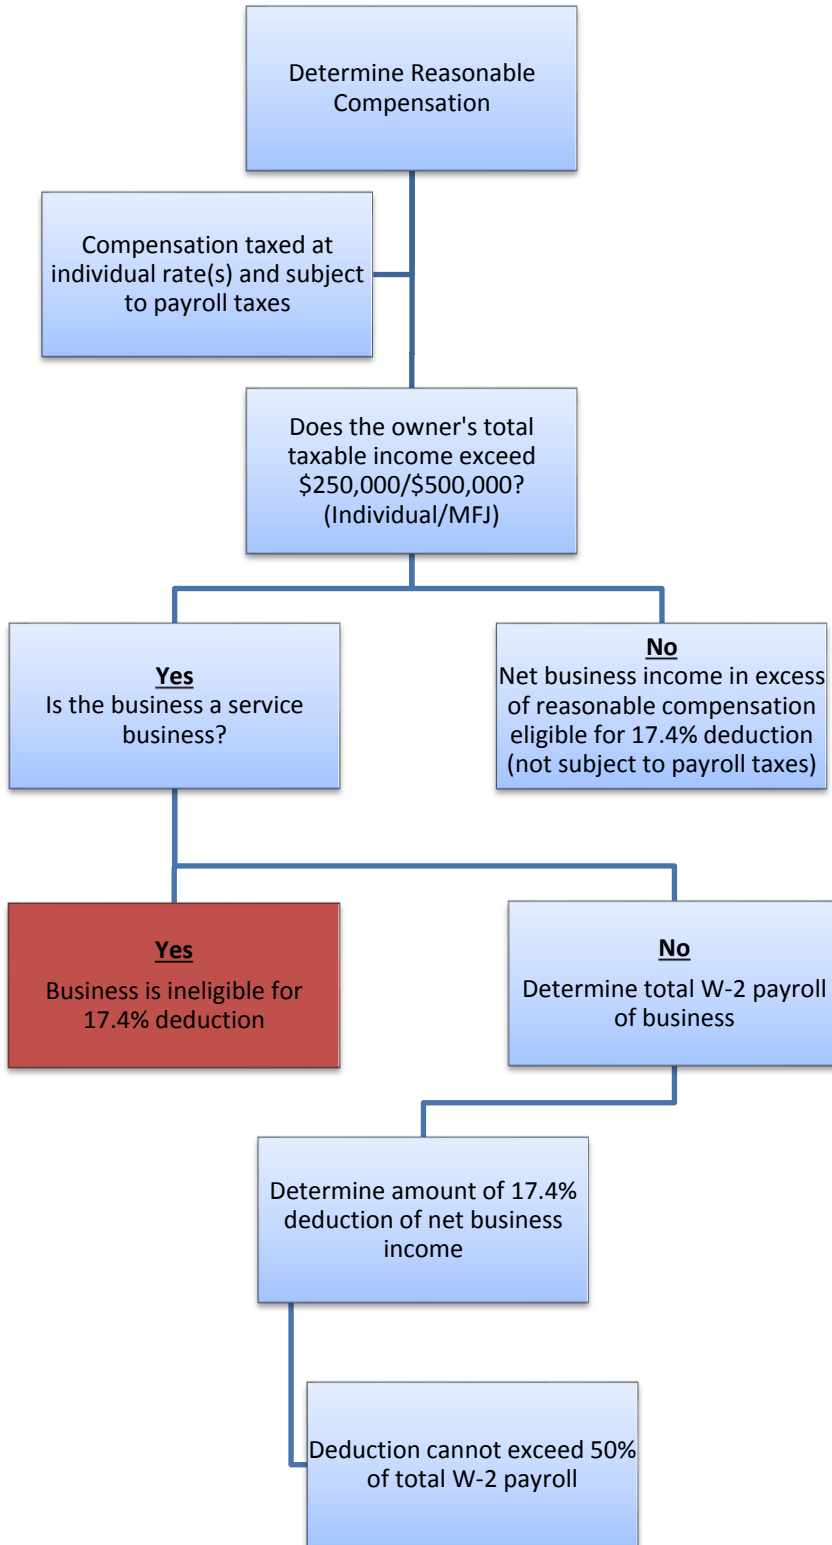 Determine Reasonable
Compensation
Compensation taxed at
individual rate(s) and subject
to payroll taxes
Does the owner's total
taxable income exceed
$250,000/$500,000?
(Individual/MFJ)
Yes
Is the business a service
business?
No
Net business income in excess
of reasonable compensation
eligible for 17.4% deduction
(not subject to payroll taxes)
Yes
Business is ineligible for
17.4% deduction
No
Determine total W-2 payroll
of business
Determine amount of 17.4%
deduction of net business
income
Deduction cannot exceed 50%
of total W-2 payroll